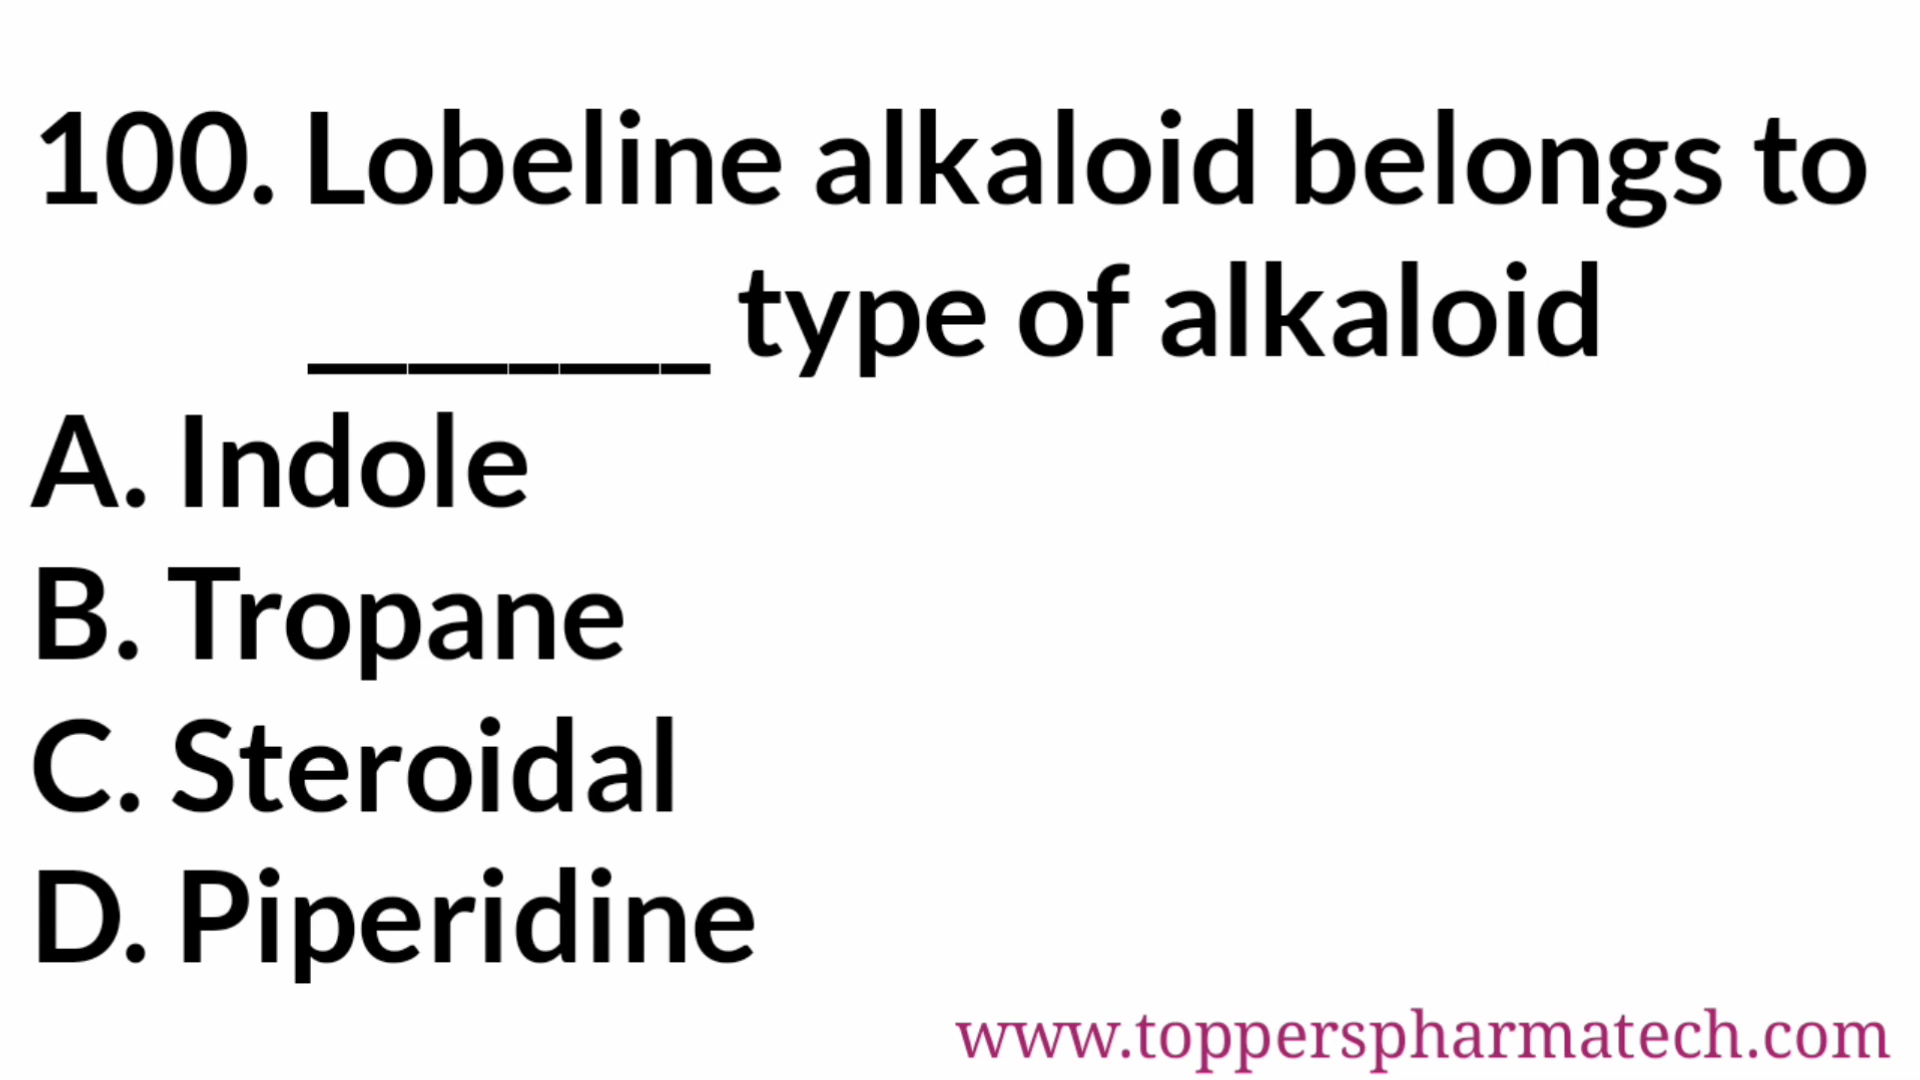 100. Lobeline alkaloid belongs to
________ type of alkaloid
A. Indole
B. Tropane
C. Steroidal
D. Piperidine
www.topperspharmatech.com